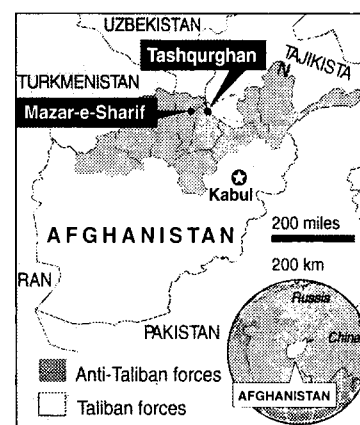 UZBEKISTAN
Tashqurghan
TAJIKISTA
N
TURKMENISTAN
Mazar-e-Sharif
Kabul
AFGHANISTAN
200 miles
200 km
RAN
PAKISTAN
Russia
China
Anti-Taliban forces
Taliban forces
AFGHANISTAN